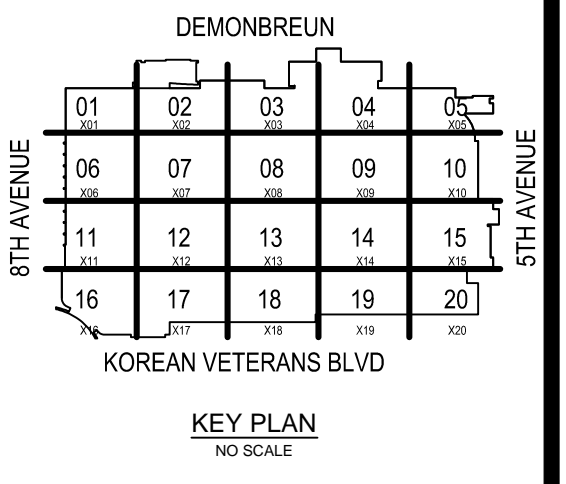 DEMONBREUN
01 02 03 04 05
X01 X02 X03 X04 X05
06 07 08 09 10
X06 X07 X08 X09 X10
8TH AVENUE
5TH AVENUE
11 12 13 14 15
X11 X12 X13 X14 X15
16 17 18 19 20
X16 X17 X18 X19 X20
KOREAN VETERANS BLVD
KEY PLAN
NO SCALE